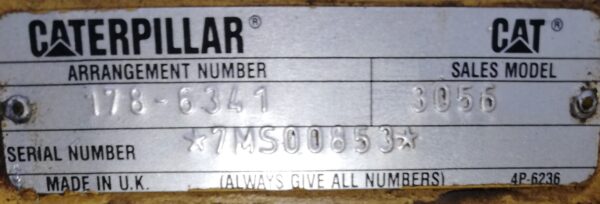 CATERPILLAR® CAT®
ARRANGEMENT NUMBER SALES MODEL
178-6341 3056
SERIAL NUMBER *7MS00853*
MADE IN U.K. (ALWAYS GIVE ALL NUMBERS) 4P-6236